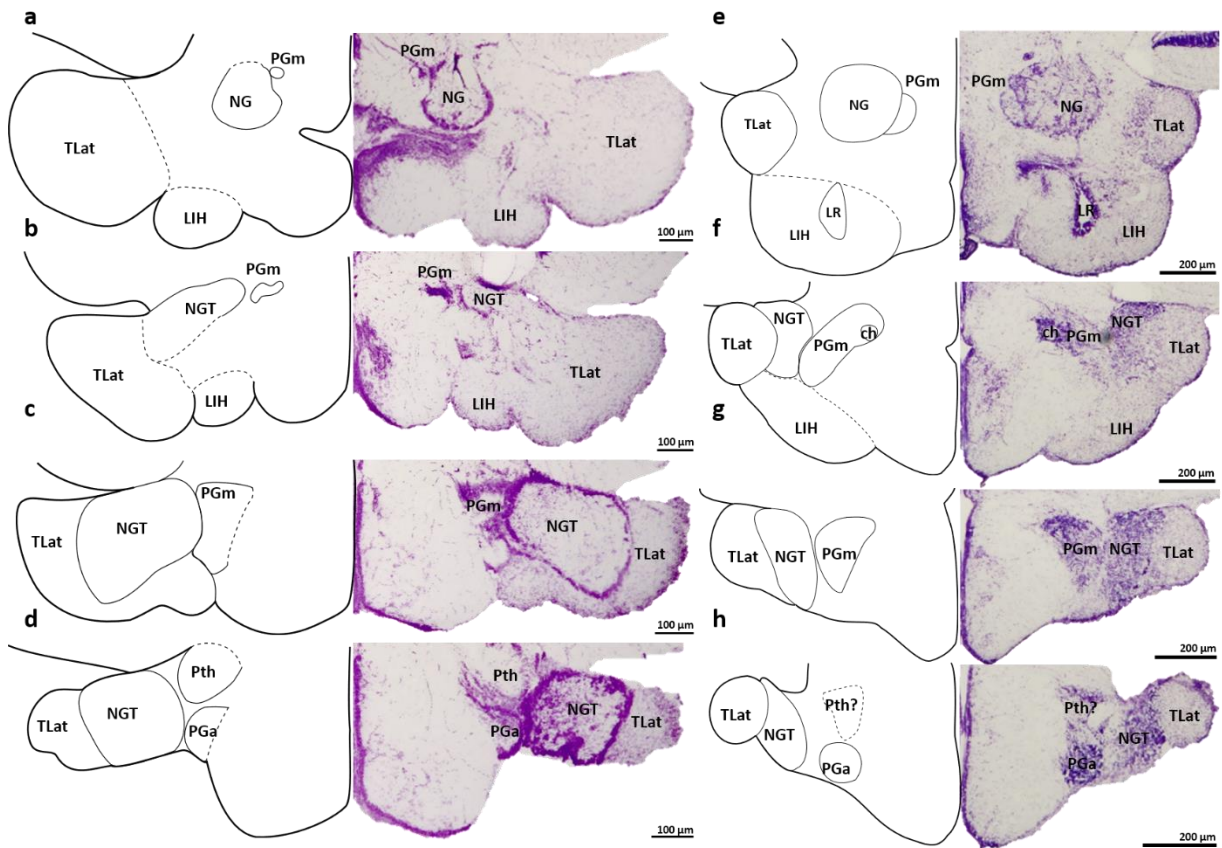 a
PGm
NG
TLat
LIH
PGm
NG
TLat
LIH
100 µm
b
PGm
NGT
TLat
LIH
PGm
NGT
TLat
LIH
100 µm
c
PGm
NGT
TLat
PGm
NGT
TLat
100 µm
d
Pth
NGT
TLat
PGa
Pth
NGT
TLat
PGa
100 µm
e
PGm
NG
TLat
LR
LIH
PGm
NG
TLat
LR
LIH
200 µm
f
NGT
ch
TLat
PGm
LIH
ch
PGm
NGT
TLat
LIH
200 µm
g
TLat
NGT
PGm
PGm
NGT
TLat
200 µm
h
Pth?
TLat
NGT
PGa
Pth?
TLat
NGT
PGa
200 µm